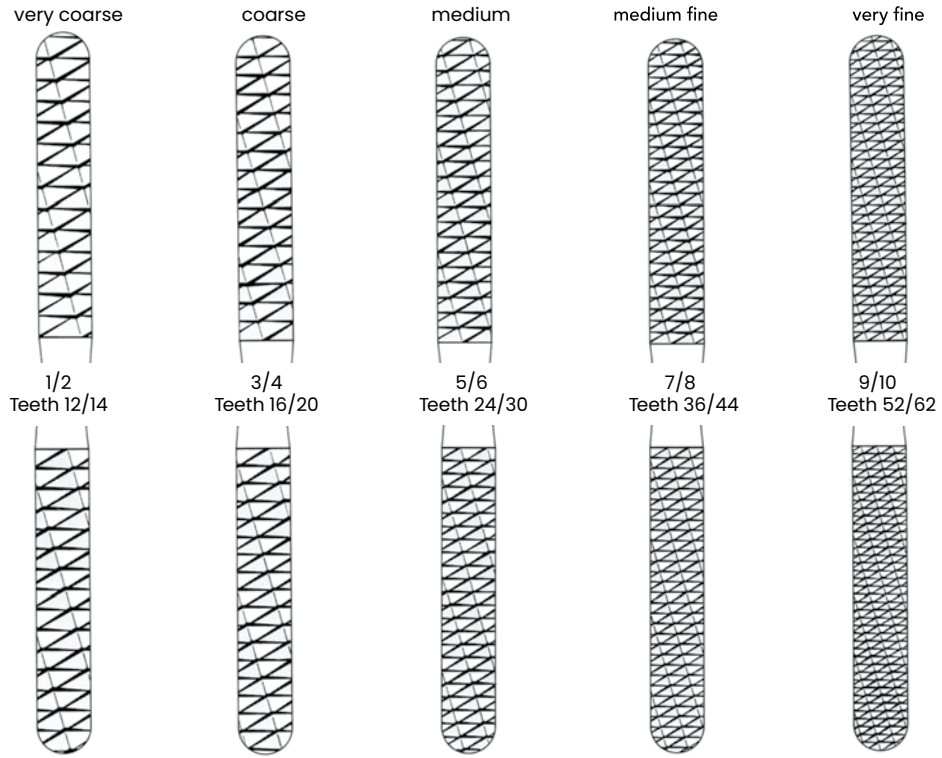 very coarse
coarse
medium
medium fine
very fine
1/2
Teeth 12/14
3/4
Teeth 16/20
5/6
Teeth 24/30
7/8
Teeth 36/44
9/10
Teeth 52/62